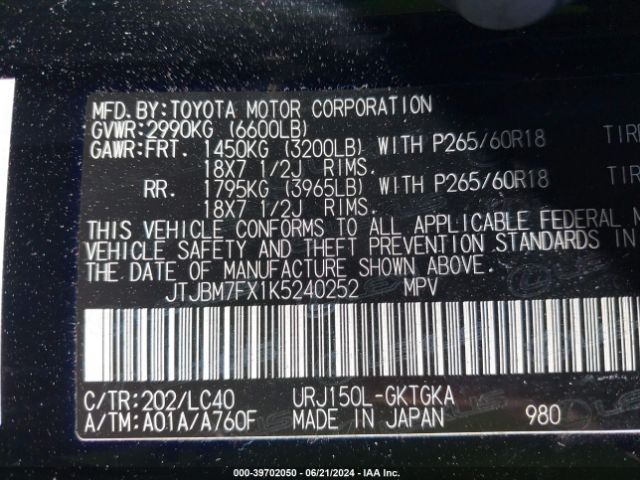 MFD.BY:TOYOTA MOTOR CORPORATION
GVWR:2990KG (6600LB)
GAWR:FRT. 1450KG (3200LB) WITH P265/60R18 TIR
18X7 1/2J RIMS.
RR. 1795KG (3965LB) WITH P265/60R18 TIR
18X7 1/2J RIMS.
THIS VEHICLE CONFORMS TO ALL APPLICABLE FEDERAL
VEHICLE SAFETY AND THEFT PREVENTION STANDARDS IN
THE DATE OF MANUFACTURE SHOWN ABOVE.
JTJBM7FX1K5240252 MPV
C/TR:202/LC40 URJ150L-GKTGKA
A/TM:A01A/A760F MADE IN JAPAN 980
000-39702050 - 06/21/2024 - IAA Inc.